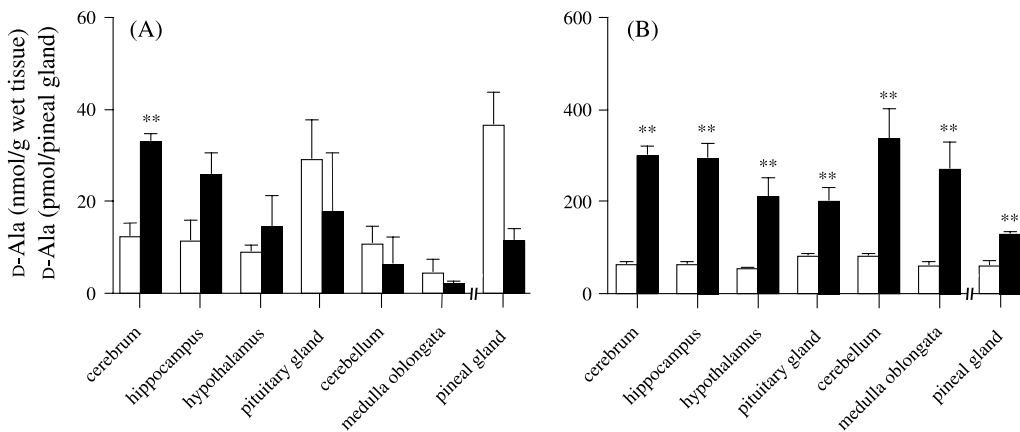 D-Ala (nmol/g wet tissue)
D-Ala (pmol/pineal gland)
(A)
60
40
20
0
**
cerebrum
hippocampus
hypothalamus
pituitary gland
cerebellum
medulla oblongata
pineal gland
(B)
600
400
200
0
**
**
**
**
**
**
**
cerebrum
hippocampus
hypothalamus
pituitary gland
cerebellum
medulla oblongata
pineal gland